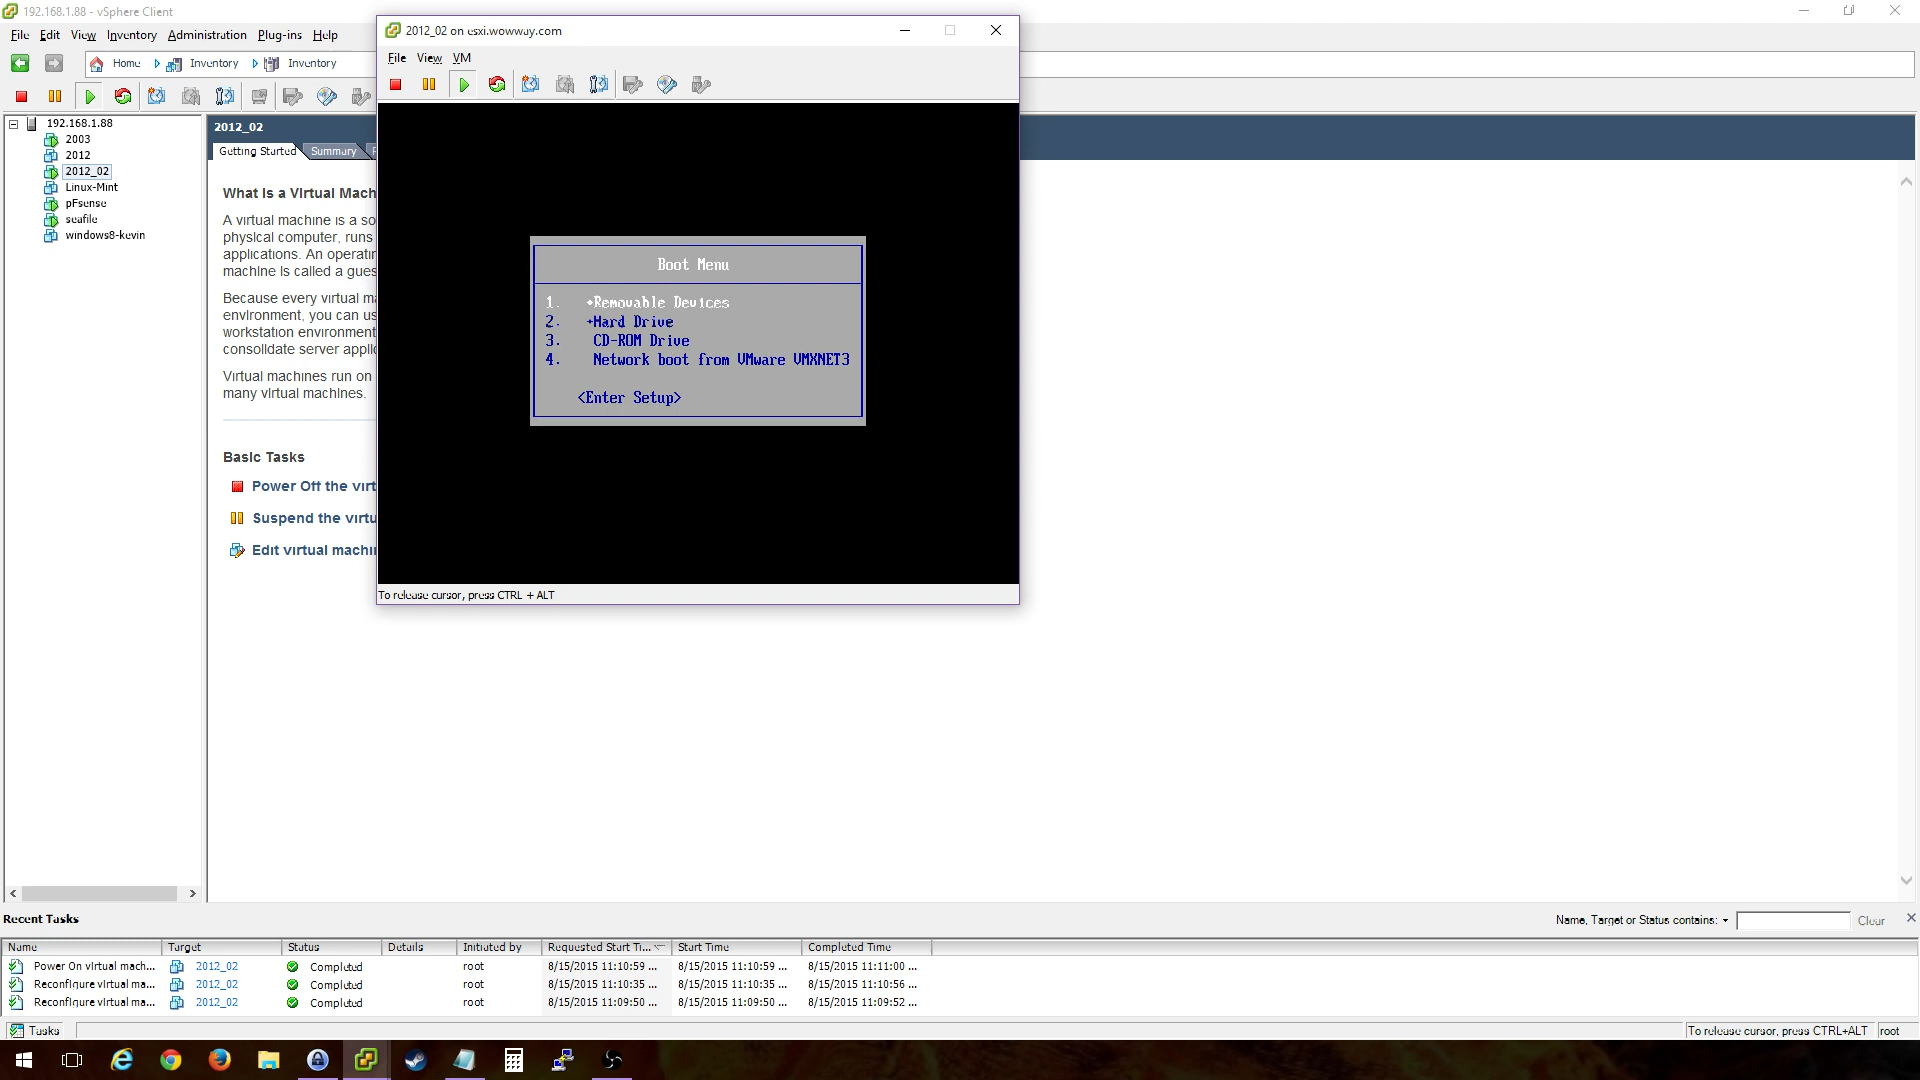 192.168.1.88 - vSphere Client
File Edit View Inventory Administration Plug-ins Help
Home Inventory Inventory
192.168.1.88
2003
2012
2012_02
Linux-Mint
pFsense
seafile
windows8-kevin
2012_02
Getting Started Summary
What is a Virtual Mach
A virtual machine is a so
physical computer, runs
applications. An operatin
machine is called a gues
Because every virtual ma
environment, you can us
workstation environment
consolidate server applic
Virtual machines run on
many virtual machines.
Basic Tasks
Power Off the virt
Suspend the virtu
Edit virtual machin
2012_02 on esxi.wowway.com
File View VM
Boot Menu
1. +Removable Devices
2. +Hard Drive
3. CD-ROM Drive
4. Network boot from VMware VMXNET3
<Enter Setup>
To release cursor, press CTRL + ALT
Recent Tasks
Name, Target or Status contains: Clear
Name Target Status Details Initiated by Requested Start Ti... Start Time Completed Time
Power On virtual mach... 2012_02 Completed root 8/15/2015 11:10:59 ... 8/15/2015 11:10:59 ... 8/15/2015 11:11:00 ...
Reconfigure virtual ma... 2012_02 Completed root 8/15/2015 11:10:35 ... 8/15/2015 11:10:35 ... 8/15/2015 11:10:56 ...
Reconfigure virtual ma... 2012_02 Completed root 8/15/2015 11:09:50 ... 8/15/2015 11:09:50 ... 8/15/2015 11:09:52 ...
Tasks
To release cursor, press CTRL+ALT root